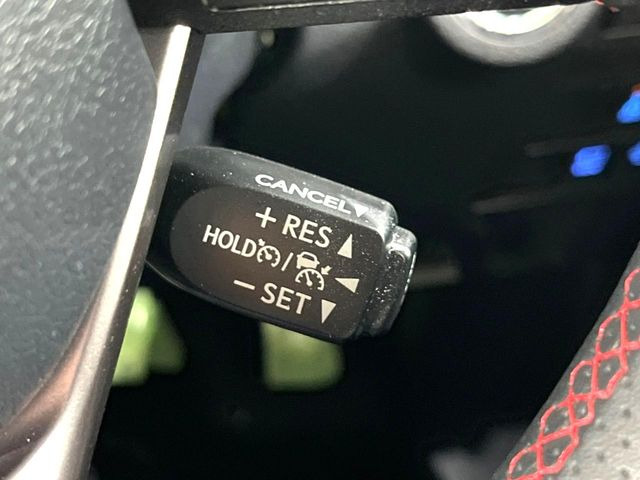 CANCEL▼
+ RES ▲
HOLD / ◀
− SET ▼